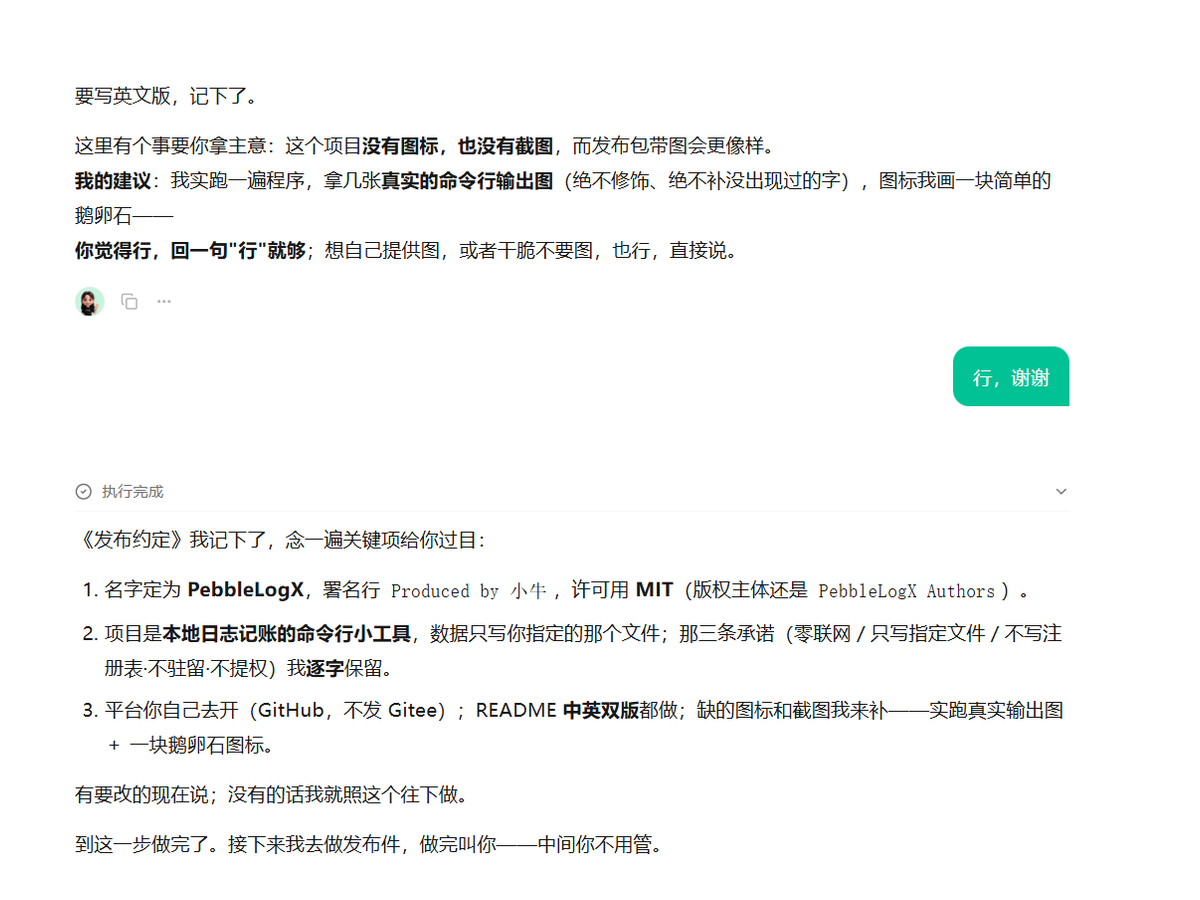 要写英文版，记下了。
这里有个事要你拿主意：这个项目没有图标，也没有截图，而发布包带图会更像样。
我的建议：我实跑一遍程序，拿几张真实的命令行输出图（绝不修饰、绝不补没出现过的字），图标我画一块简单的
鹅卵石——
你觉得行，回一句"行"就够；想自己提供图，或者干脆不要图，也行，直接说。
行，谢谢
执行完成
《发布约定》我记下了，念一遍关键项给你过目：
1. 名字定为 PebbleLogX，署名行 Produced by 小牛，许可用 MIT（版权主体还是 PebbleLogX Authors）。
2. 项目是本地日志记账的命令行小工具，数据只写你指定的那个文件；那三条承诺（零联网 / 只写指定文件 / 不写注
册表·不驻留·不提权）我逐字保留。
3. 平台你自己去开（GitHub，不发 Gitee）；README 中英双版都做；缺的图标和截图我来补——实跑真实输出图
+ 一块鹅卵石图标。
有要改的现在说；没有的话我就照这个往下做。
到这一步做完了。接下来我去做发布件，做完叫你——中间你不用管。